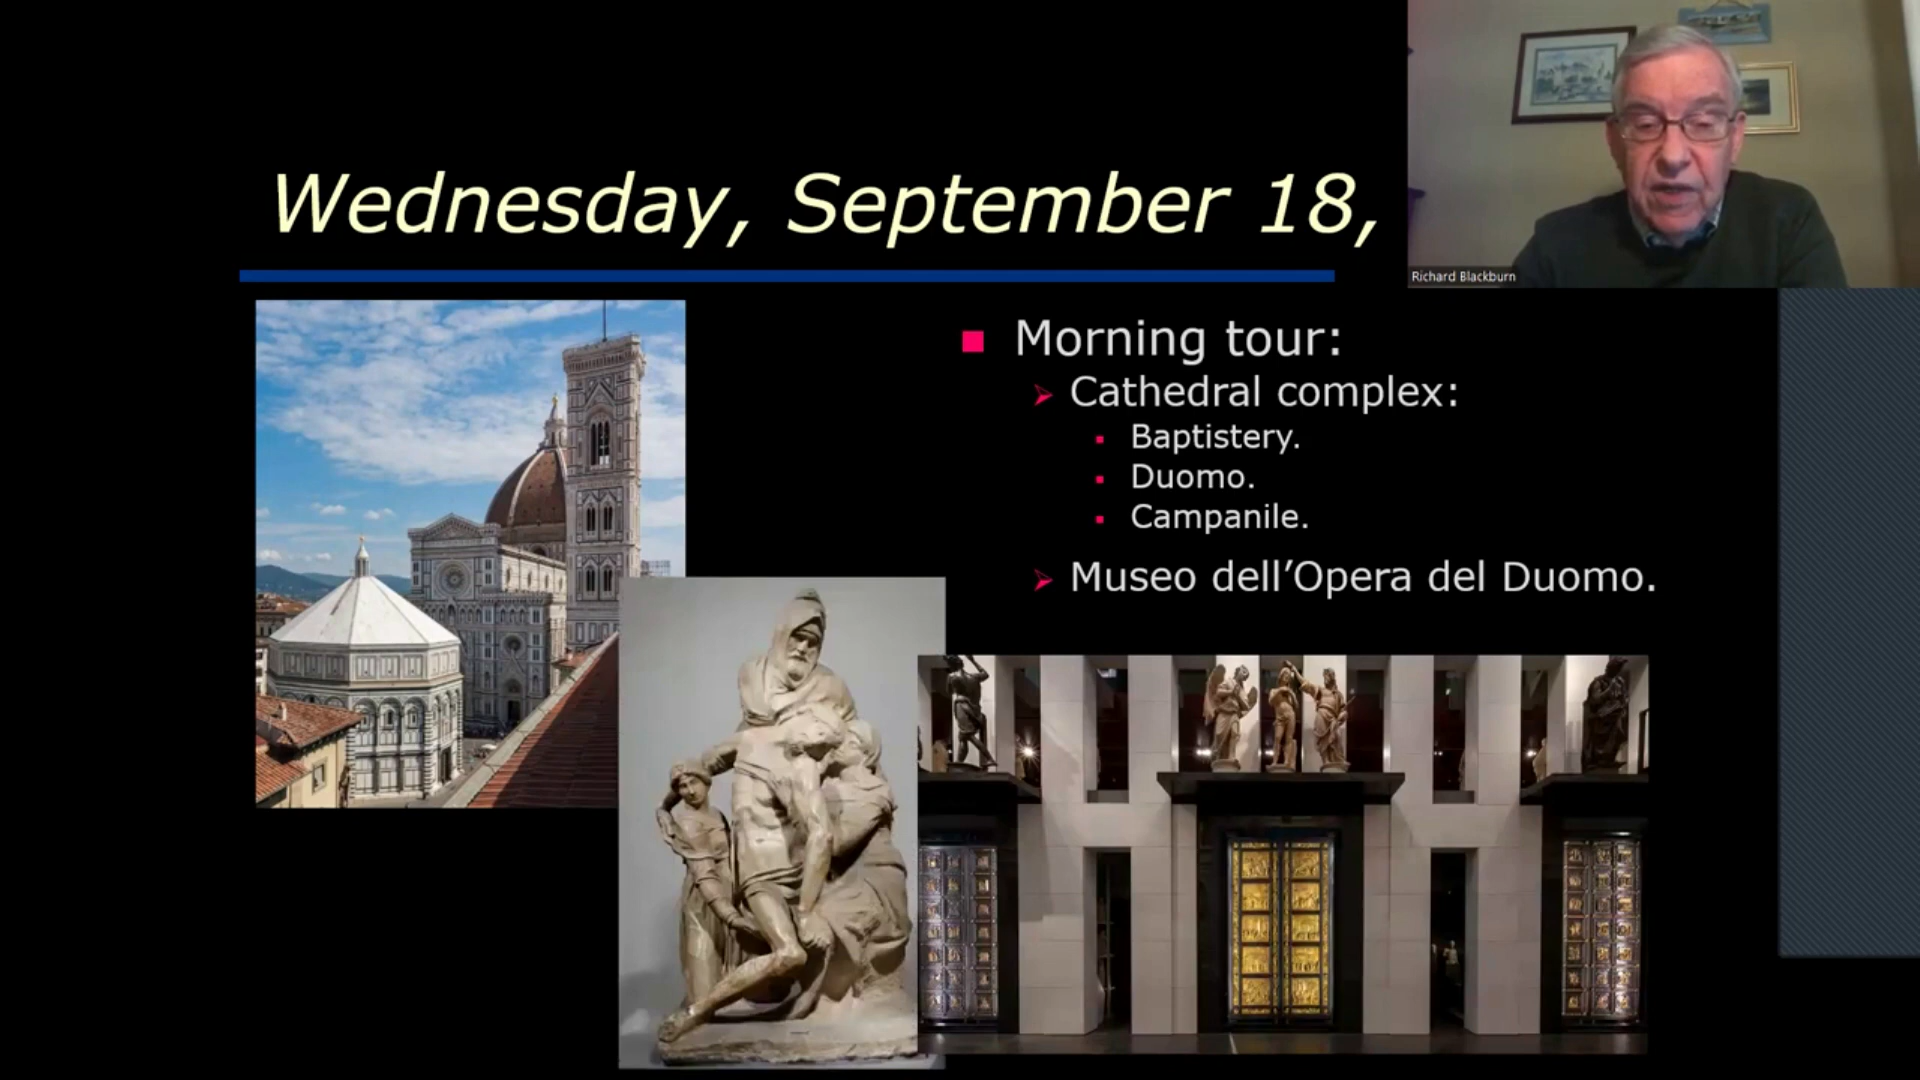 Wednesday, September 18,
Richard Blackburn
Morning tour:
Cathedral complex:
Baptistery.
Duomo.
Campanile.
Museo dell’Opera del Duomo.